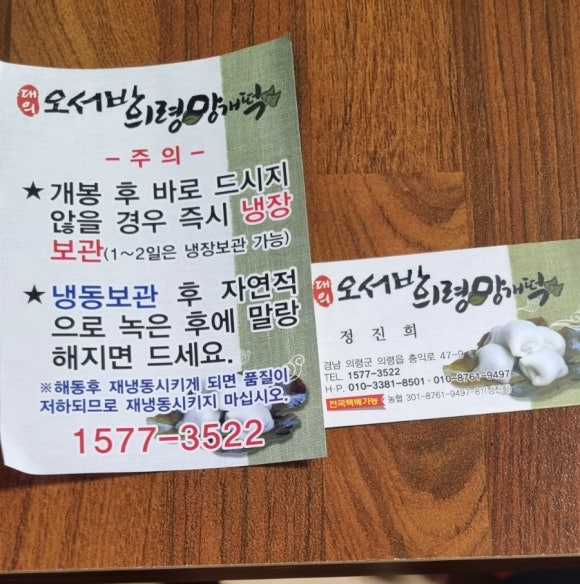 대의 오서방의령망개떡
- 주 의 -
★ 개봉 후 바로 드시지
않을 경우 즉시 냉장
보관(1~2일은 냉장보관 가능)
★ 냉동보관 후 자연적
으로 녹은 후에 말랑
해지면 드세요.
※해동후 재냉동시키게 되면 품질이
저하되므로 재냉동시키지 마십시오.
1577-3522
대의 오서방의령망개떡
정 진 희
경남 의령군 의령읍 충익로 47-9
TEL. 1577-3522
H·P. 010-3381-8501 · 010-8761-9497
전국택배가능 농협 301-8761-9497-81(정진희)